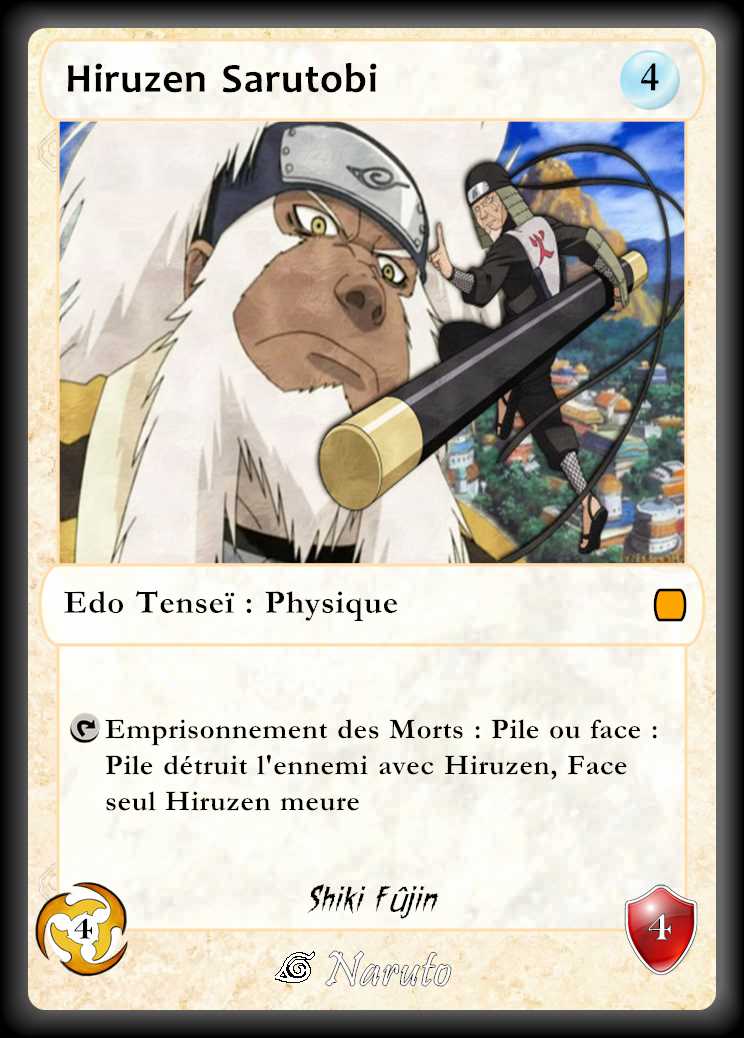 Hiruzen Sarutobi
4
火
Edo Tenseï : Physique
Emprisonnement des Morts : Pile ou face :
Pile détruit l'ennemi avec Hiruzen, Face
seul Hiruzen meure
Shiki Fûjin
4
4
Naruto